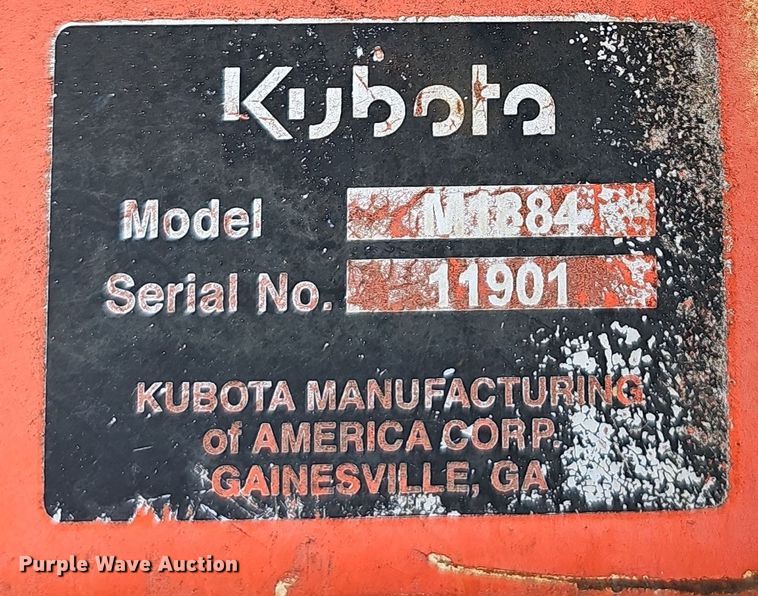 Kubota
Model M1884
Serial No. 11901
KUBOTA MANUFACTURING
of AMERICA CORP.
GAINESVILLE, GA
Purple Wave Auction